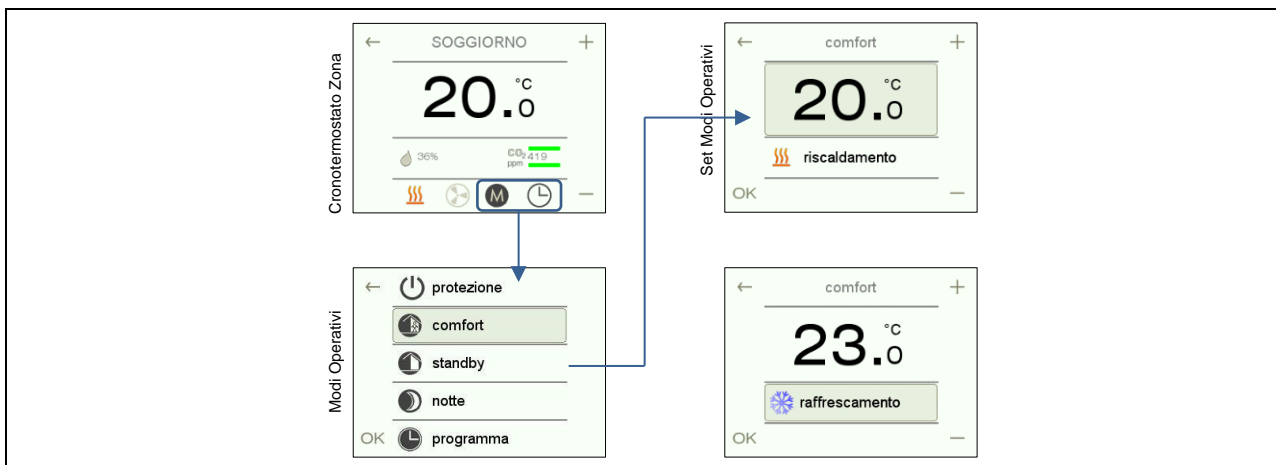 Cronotermostato Zona
← SOGGIORNO +
20.0 °C
36% CO2 ppm 419
M −
Set Modi Operativi
← comfort +
20.0 °C
riscaldamento
OK −
Modi Operativi
← protezione
comfort
standby
notte
OK programma
← comfort +
23.0 °C
raffrescamento
OK −